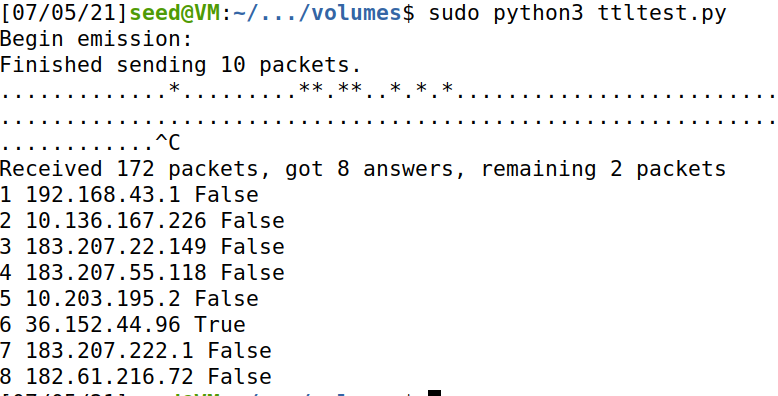 [07/05/21]seed@VM:~/.../volumes$ sudo python3 ttltest.py
Begin emission:
Finished sending 10 packets.
.............*.........**.**..*.*.*.........................
............................................................
............^C
Received 172 packets, got 8 answers, remaining 2 packets
1 192.168.43.1 False
2 10.136.167.226 False
3 183.207.22.149 False
4 183.207.55.118 False
5 10.203.195.2 False
6 36.152.44.96 True
7 183.207.222.1 False
8 182.61.216.72 False